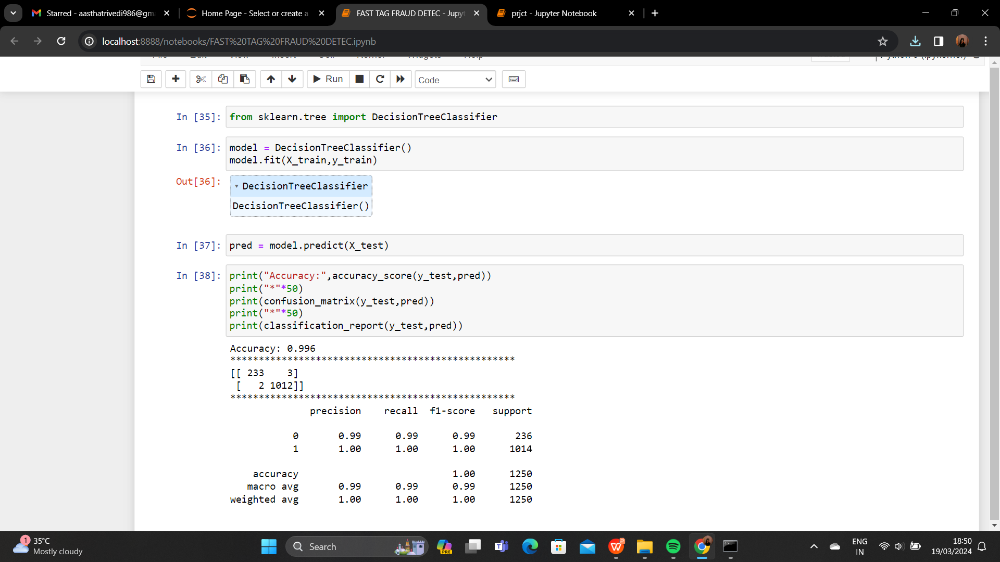 Starred - aasthatrivedi986@gm
Home Page - Select or create a
FAST TAG FRAUD DETEC - Jupyt
prjct - Jupyter Notebook
localhost:8888/notebooks/FAST%20TAG%20FRAUD%20DETEC.ipynb
Run
Code
In [35]: from sklearn.tree import DecisionTreeClassifier
In [36]: model = DecisionTreeClassifier()
model.fit(X_train,y_train)
Out[36]: DecisionTreeClassifier
DecisionTreeClassifier()
In [37]: pred = model.predict(X_test)
In [38]: print("Accuracy:",accuracy_score(y_test,pred))
print("*"*50)
print(confusion_matrix(y_test,pred))
print("*"*50)
print(classification_report(y_test,pred))
Accuracy: 0.996
**************************************************
[[ 233    3]
[   2 1012]]
**************************************************
precision    recall  f1-score   support
0       0.99      0.99      0.99       236
1       1.00      1.00      1.00      1014
accuracy                           1.00      1250
macro avg       0.99      0.99      0.99      1250
weighted avg       1.00      1.00      1.00      1250
1
35°C
Mostly cloudy
Search
PRE
ENG
IN
18:50
19/03/2024